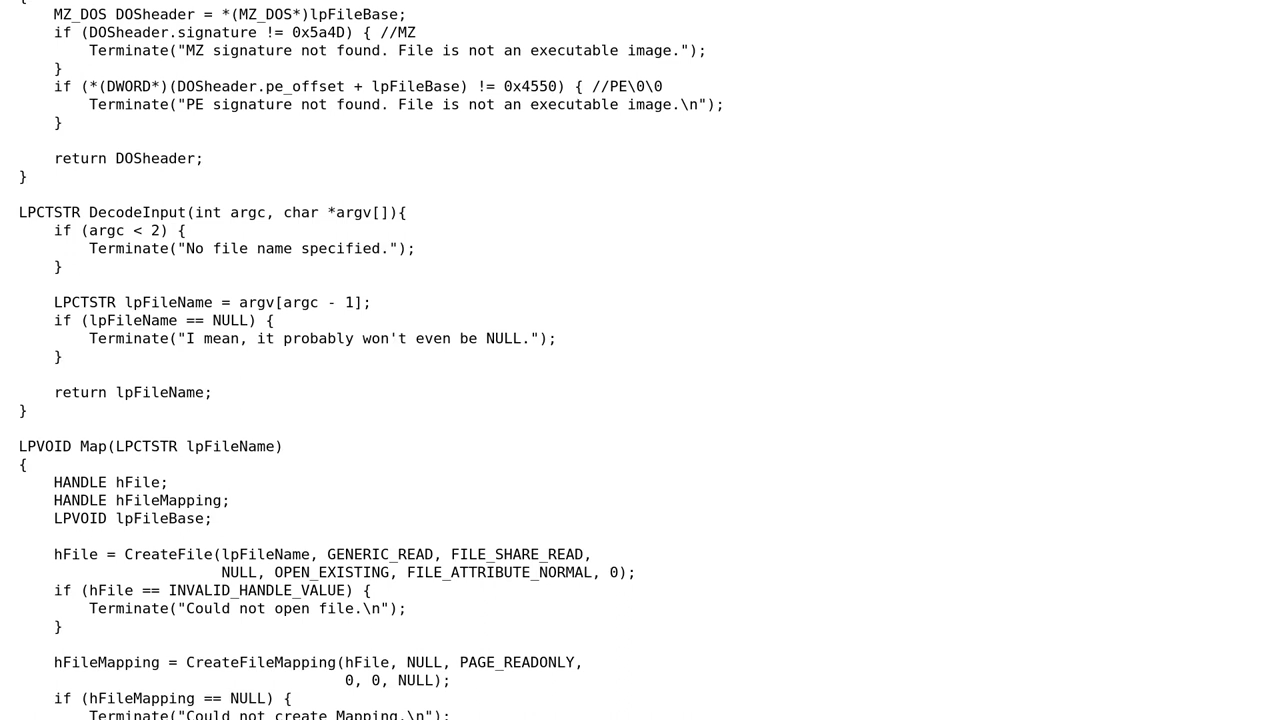 {
    MZ_DOS DOSheader = *(MZ_DOS*)lpFileBase;
    if (DOSheader.signature != 0x5a4D) { //MZ
        Terminate("MZ signature not found. File is not an executable image.");
    }
    if (*(DWORD*)(DOSheader.pe_offset + lpFileBase) != 0x4550) { //PE\0\0
        Terminate("PE signature not found. File is not an executable image.\n");
    }

    return DOSheader;
}

LPCTSTR DecodeInput(int argc, char *argv[]){
    if (argc < 2) {
        Terminate("No file name specified.");
    }

    LPCTSTR lpFileName = argv[argc - 1];
    if (lpFileName == NULL) {
        Terminate("I mean, it probably won't even be NULL.");
    }

    return lpFileName;
}

LPVOID Map(LPCTSTR lpFileName)
{
    HANDLE hFile;
    HANDLE hFileMapping;
    LPVOID lpFileBase;

    hFile = CreateFile(lpFileName, GENERIC_READ, FILE_SHARE_READ,
                       NULL, OPEN_EXISTING, FILE_ATTRIBUTE_NORMAL, 0);
    if (hFile == INVALID_HANDLE_VALUE) {
        Terminate("Could not open file.\n");
    }

    hFileMapping = CreateFileMapping(hFile, NULL, PAGE_READONLY,
                                     0, 0, NULL);
    if (hFileMapping == NULL) {
        Terminate("Could not create Mapping.\n");